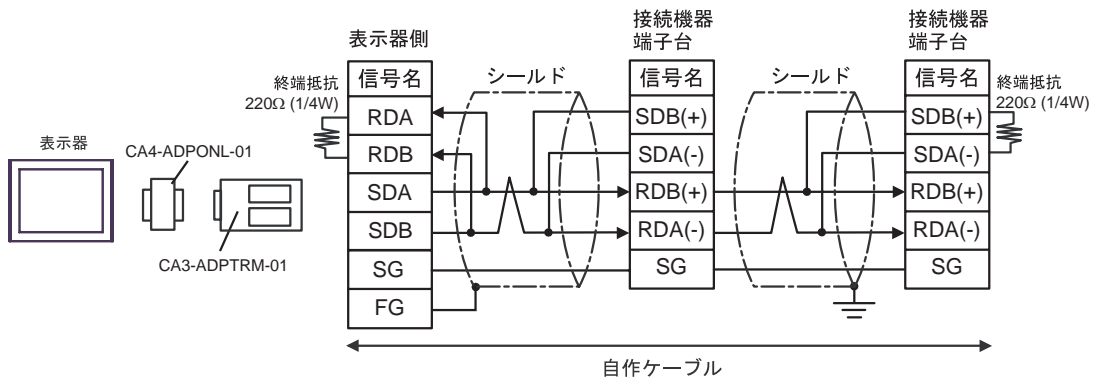 表示器
CA4-ADPONL-01
CA3-ADPTRM-01
終端抵抗
220Ω (1/4W)
表示器側
信号名
RDA
RDB
SDA
SDB
SG
FG
シールド
接続機器
端子台
信号名
SDB(+)
SDA(-)
RDB(+)
RDA(-)
SG
シールド
接続機器
端子台
信号名
SDB(+)
SDA(-)
RDB(+)
RDA(-)
SG
終端抵抗
220Ω (1/4W)
自作ケーブル